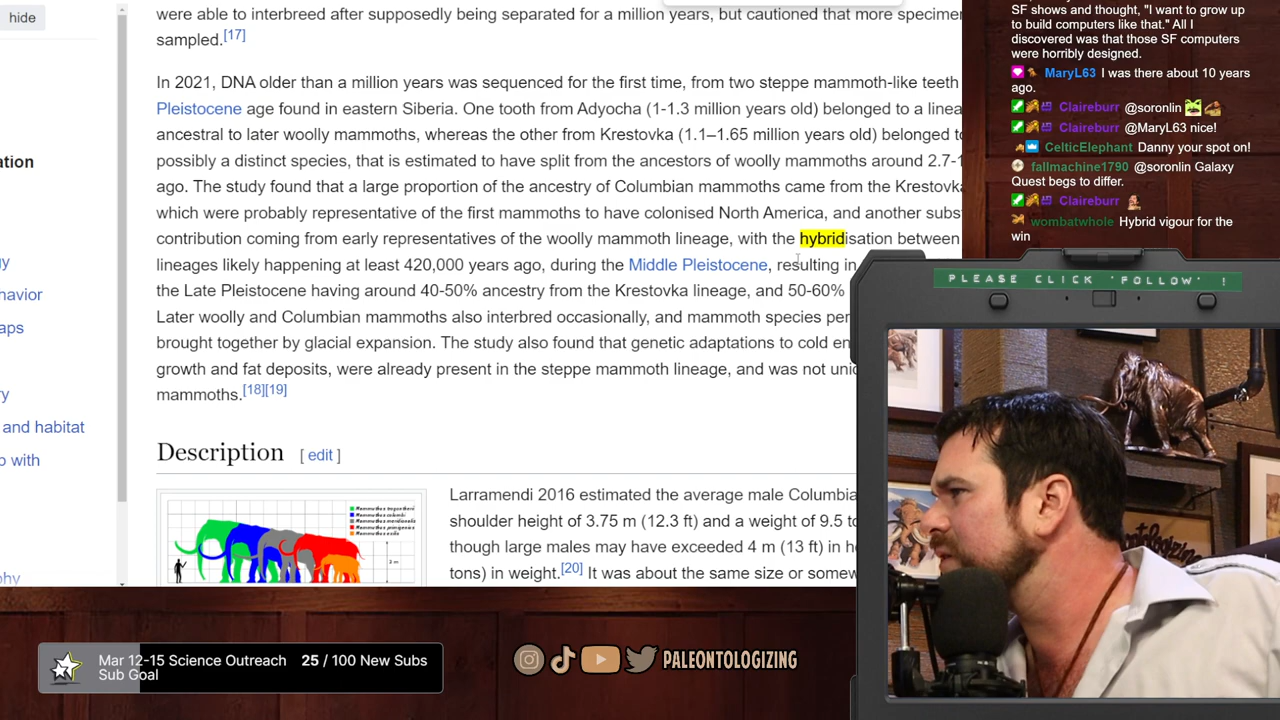 hide
were able to interbreed after supposedly being separated for a million years, but cautioned that more specimen
sampled.[17]
In 2021, DNA older than a million years was sequenced for the first time, from two steppe mammoth-like teeth
Pleistocene age found in eastern Siberia. One tooth from Adyocha (1-1.3 million years old) belonged to a linea
ancestral to later woolly mammoths, whereas the other from Krestovka (1.1–1.65 million years old) belonged to
possibly a distinct species, that is estimated to have split from the ancestors of woolly mammoths around 2.7-1
ago. The study found that a large proportion of the ancestry of Columbian mammoths came from the Krestovka
which were probably representative of the first mammoths to have colonised North America, and another subs
contribution coming from early representatives of the woolly mammoth lineage, with the hybridisation between
lineages likely happening at least 420,000 years ago, during the Middle Pleistocene, resulting in
the Late Pleistocene having around 40-50% ancestry from the Krestovka lineage, and 50-60%
Later woolly and Columbian mammoths also interbred occasionally, and mammoth species per
brought together by glacial expansion. The study also found that genetic adaptations to cold en
growth and fat deposits, were already present in the steppe mammoth lineage, and was not uni
mammoths.[18][19]
Description [ edit ]
Larramendi 2016 estimated the average male Columbia
shoulder height of 3.75 m (12.3 ft) and a weight of 9.5 to
though large males may have exceeded 4 m (13 ft) in he
tons) in weight.[20] It was about the same size or somew
ation
gy
havior
aps
ry
and habitat
p with
phy
SF shows and thought, "I want to grow up
to build computers like that." All I
discovered was that those SF computers
were horribly designed.
MaryL63 I was there about 10 years
ago.
Claireburr @soronlin
Claireburr @MaryL63 nice!
CelticElephant Danny your spot on!
fallmachine1790 @soronlin Galaxy
Quest begs to differ.
Claireburr
wombatwhole Hybrid vigour for the
win
PLEASE CLICK 'FOLLOW' !
Mar 12-15 Science Outreach 25 / 100 New Subs
Sub Goal
PALEONTOLOGIZING